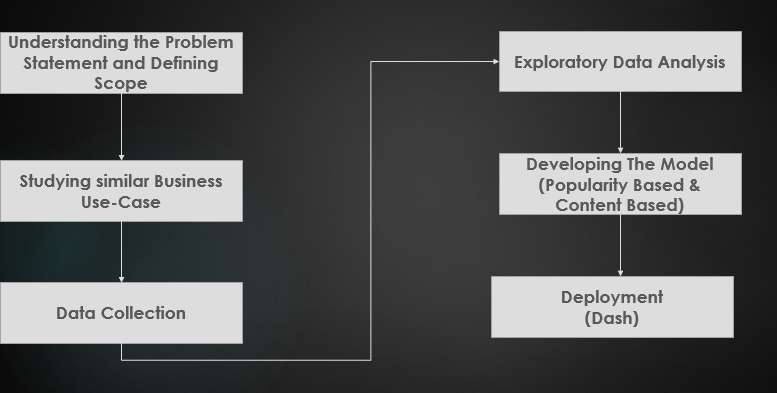 Understanding the Problem
Statement and Defining
Scope
Studying similar Business
Use-Case
Data Collection
Exploratory Data Analysis
Developing The Model
(Popularity Based &
Content Based)
Deployment
(Dash)